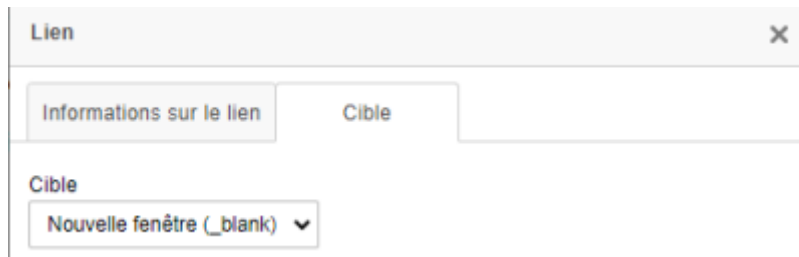 Lien
Informations sur le lien
Cible
Cible
Nouvelle fenêtre (_blank)